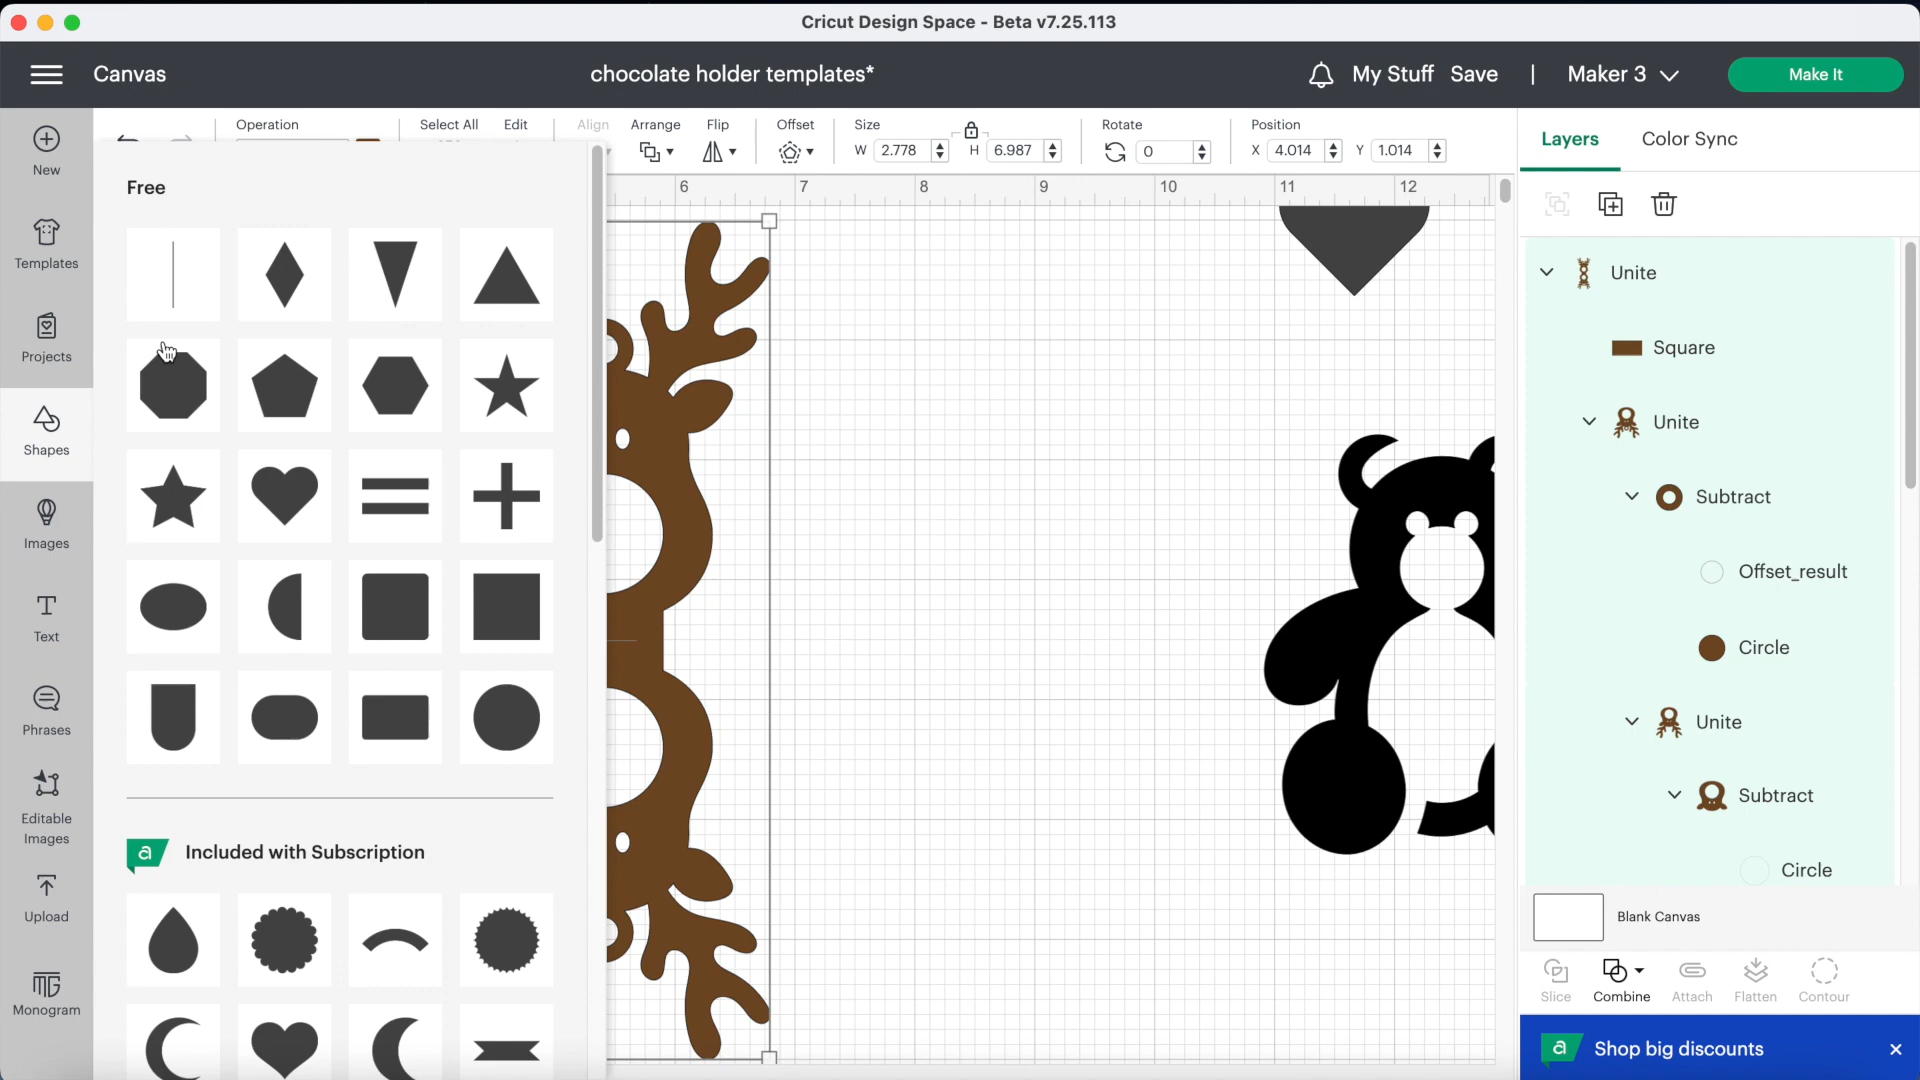 Cricut Design Space - Beta v7.25.113
Canvas
chocolate holder templates*
My Stuff
Save
|
Maker 3
Make It
Operation
Select All
Edit
Align
Arrange
Flip
Offset
Size
W 2.778
H 6.987
Rotate
0
Position
X 4.014
Y 1.014
Layers
Color Sync
New
Templates
Projects
Shapes
Images
Text
Phrases
Editable
Images
Upload
Monogram
Free
Included with Subscription
6
7
8
9
10
11
12
Unite
Square
Unite
Subtract
Offset_result
Circle
Unite
Subtract
Circle
Blank Canvas
Slice
Combine
Attach
Flatten
Contour
a
Shop big discounts